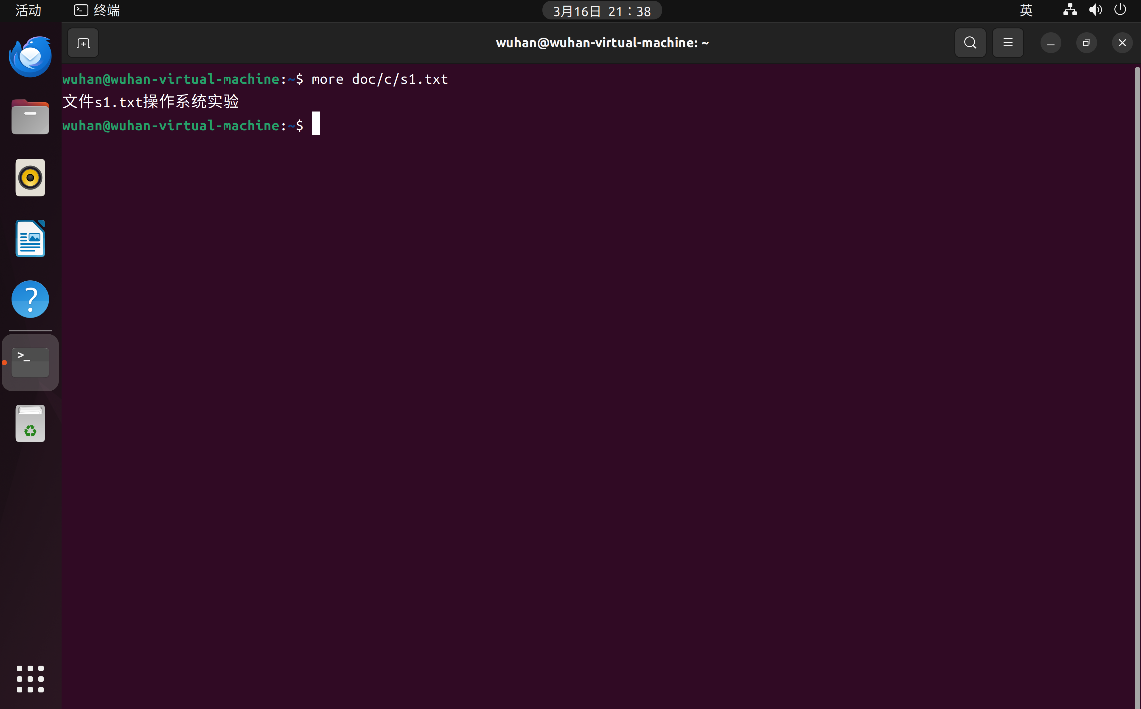 活动 终端 3月16日 21：38 英
wuhan@wuhan-virtual-machine: ~
wuhan@wuhan-virtual-machine:~$ more doc/c/s1.txt
文件s1.txt操作系统实验
wuhan@wuhan-virtual-machine:~$